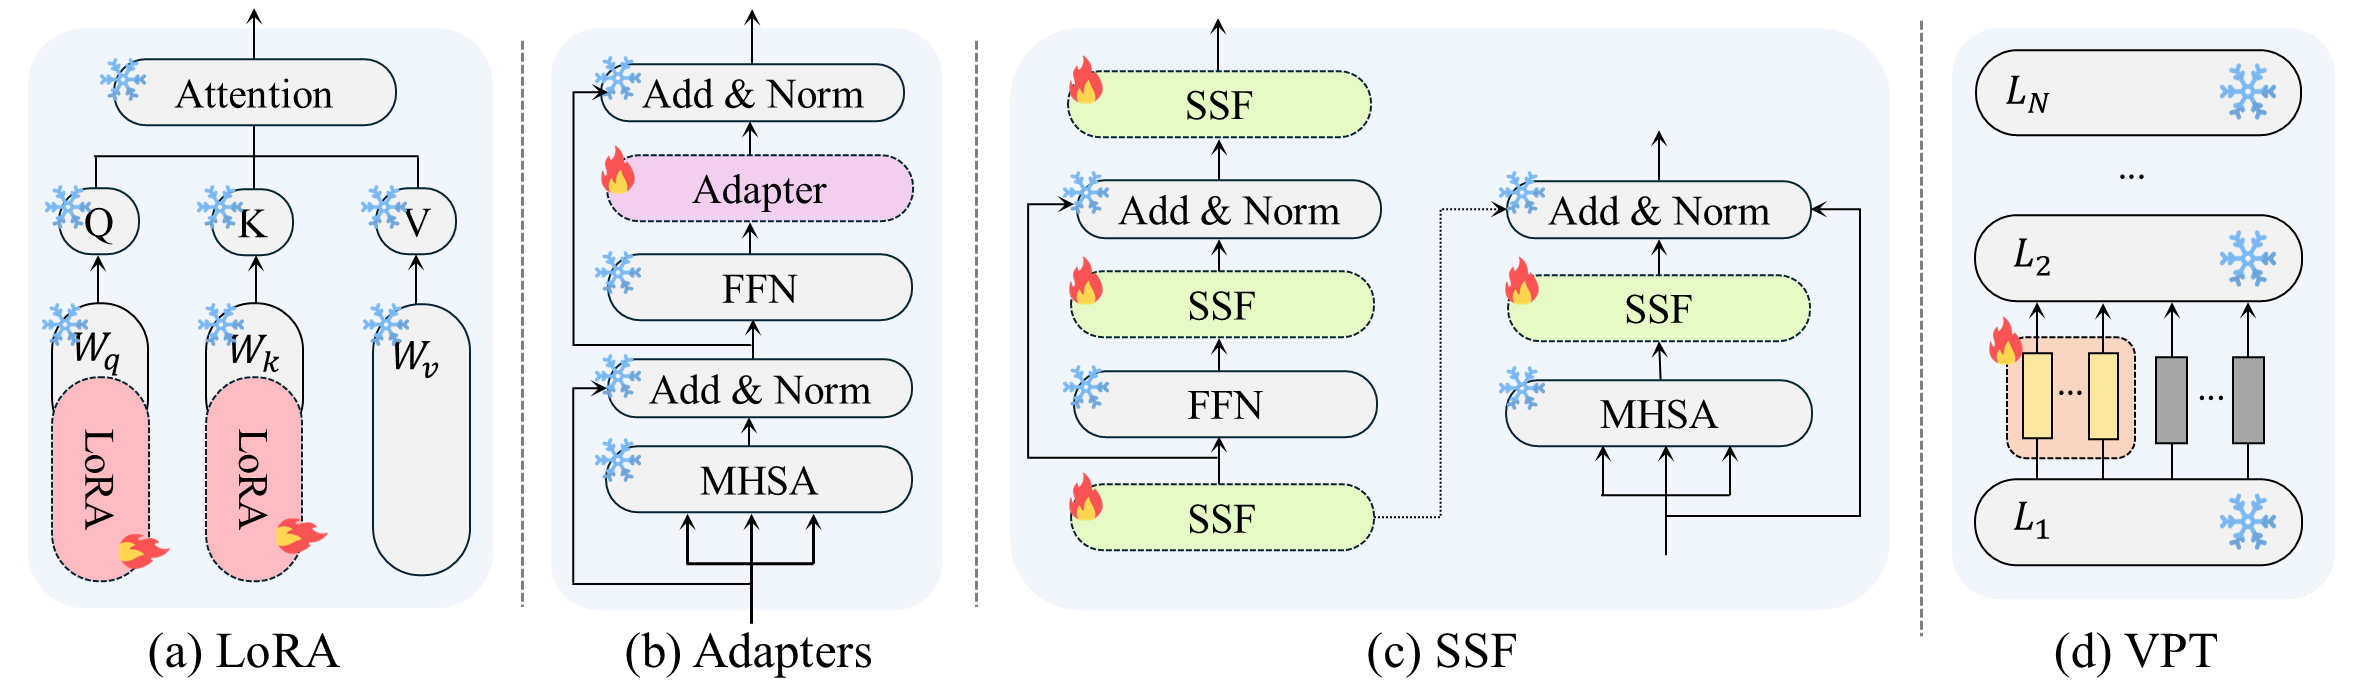 Attention
Q
K
V
W_q
W_k
W_v
LoRA
LoRA
(a) LoRA
Add & Norm
Adapter
FFN
Add & Norm
MHSA
(b) Adapters
SSF
Add & Norm
SSF
FFN
SSF
Add & Norm
SSF
MHSA
(c) SSF
L_N
...
L_2
... ...
L_1
(d) VPT